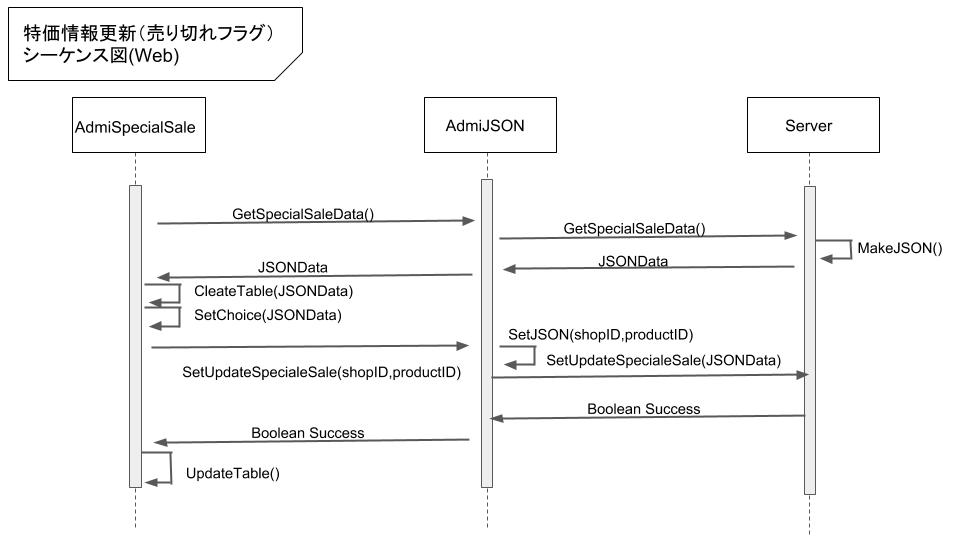 特価情報更新（売り切れフラグ）
シーケンス図(Web)
AdmiSpecialSale
AdmiJSON
Server
GetSpecialSaleData()
GetSpecialSaleData()
MakeJSON()
JSONData
JSONData
CleateTable(JSONData)
SetChoice(JSONData)
SetJSON(shopID,productID)
SetUpdateSpecialeSale(JSONData)
SetUpdateSpecialeSale(shopID,productID)
Boolean Success
Boolean Success
UpdateTable()